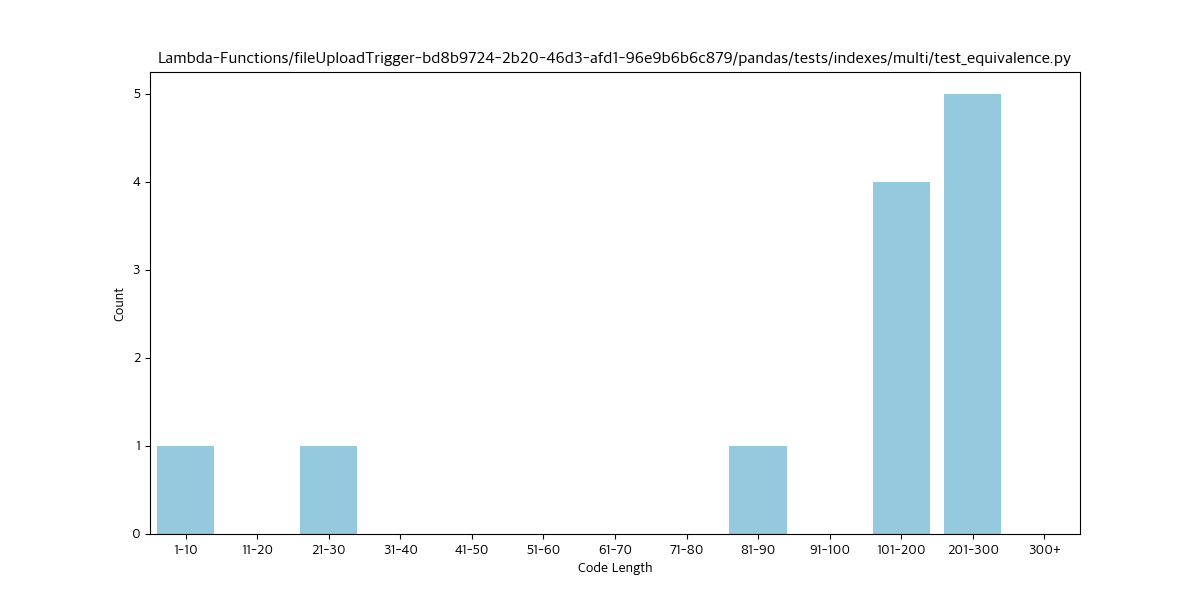 Lambda-Functions/fileUploadTrigger-bd8b9724-2b20-46d3-afd1-96e9b6b6c879/pandas/tests/indexes/multi/test_equivalence.py
5
4
3
2
1
0
Count
1-10 11-20 21-30 31-40 41-50 51-60 61-70 71-80 81-90 91-100 101-200 201-300 300+
Code Length